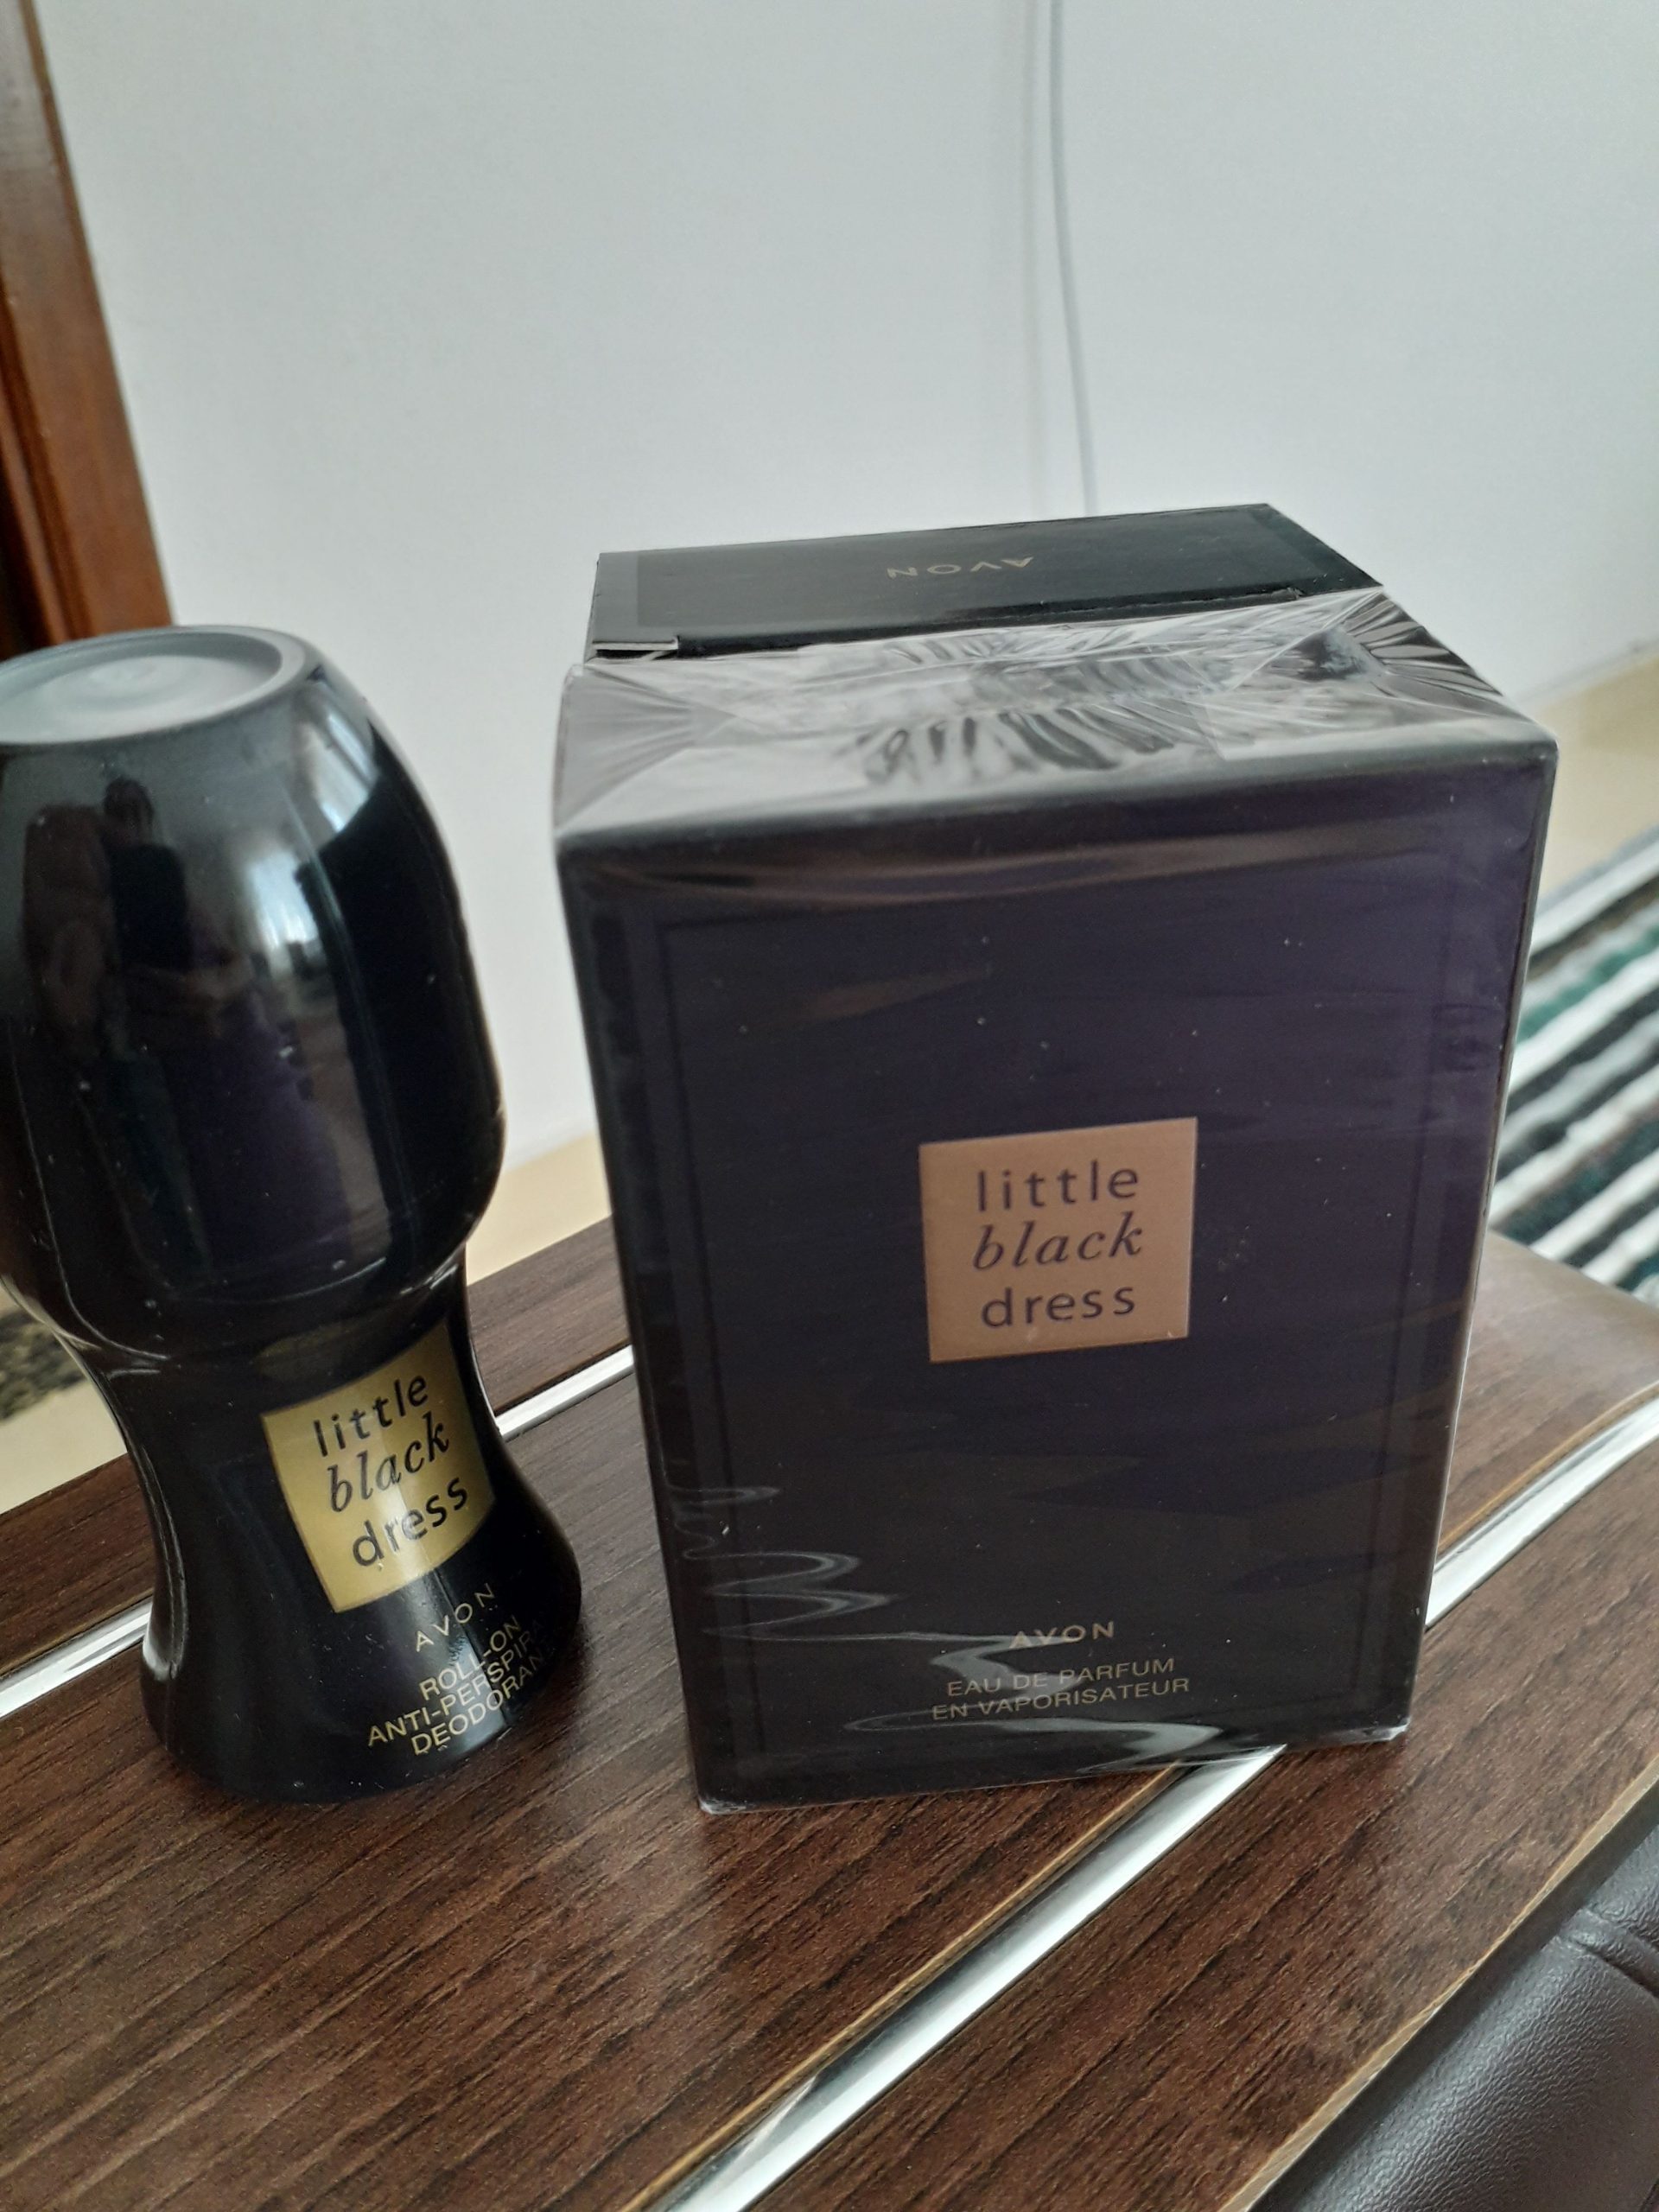 AVON
little
black
dress
AVON
EAU DE PARFUM
EN VAPORISATEUR
little
black
dress
AVON
ROLL-ON